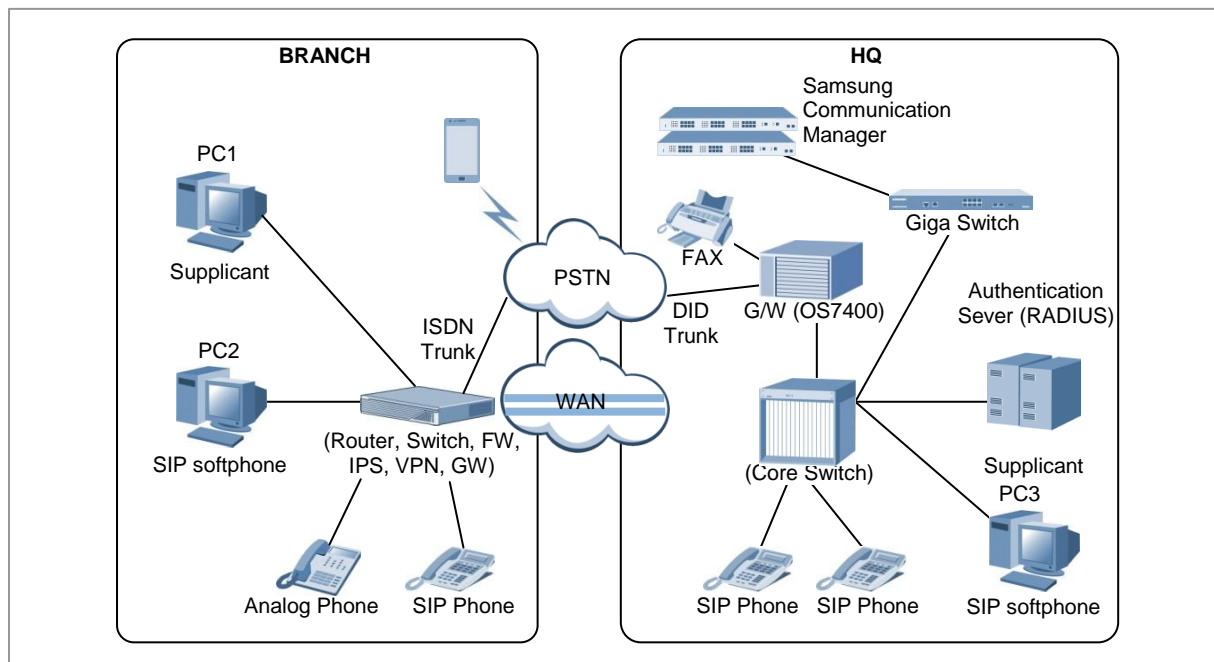 BRANCH
HQ
Samsung
Communication
Manager
PC1
Supplicant
Giga Switch
FAX
PSTN
DID
Trunk
G/W (OS7400)
Authentication
Sever (RADIUS)
ISDN
Trunk
PC2
SIP softphone
WAN
(Router, Switch, FW,
IPS, VPN, GW)
(Core Switch)
Supplicant
PC3
Analog Phone
SIP Phone
SIP Phone
SIP Phone
SIP softphone